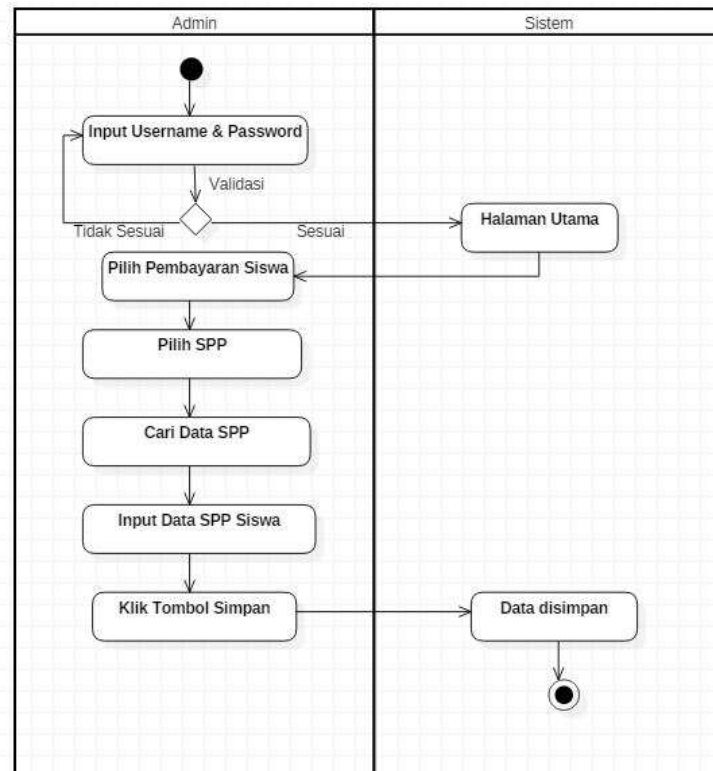 Admin
Sistem
Input Username & Password
Validasi
Tidak Sesuai
Sesuai
Halaman Utama
Pilih Pembayaran Siswa
Pilih SPP
Cari Data SPP
Input Data SPP Siswa
Klik Tombol Simpan
Data disimpan